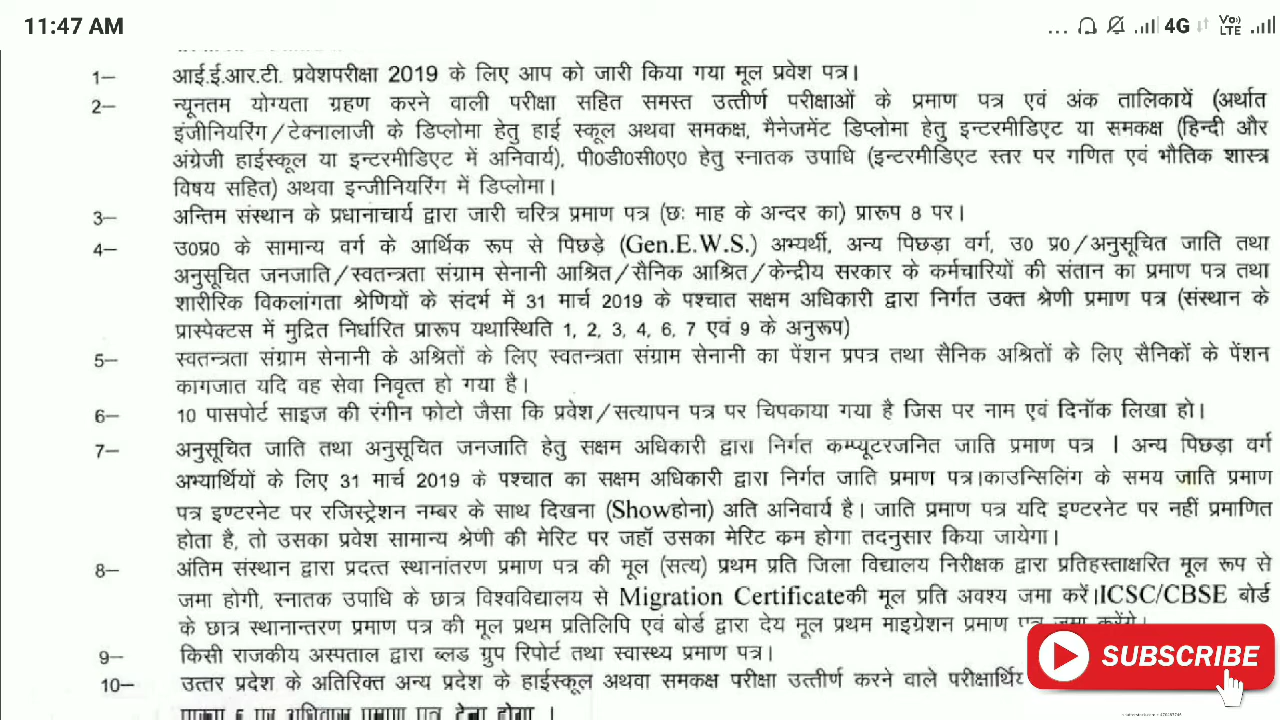 11:47 AM ... 4G Vo)) LTE
1— आई.ई.आर.टी. प्रवेशपरीक्षा 2019 के लिए आप को जारी किया गया मूल प्रवेश पत्र।
2— न्यूनतम योग्यता ग्रहण करने वाली परीक्षा सहित समस्त उत्तीर्ण परीक्षाओं के प्रमाण पत्र एवं अंक तालिकायें (अर्थात
इंजीनियरिंग/टेक्नालाजी के डिप्लोमा हेतु हाई स्कूल अथवा समकक्ष, मैनेजमेंट डिप्लोमा हेतु इन्टरमीडिएट या समकक्ष (हिन्दी और
अंग्रेजी हाईस्कूल या इन्टरमीडिएट में अनिवार्य), पी0डी0सी0ए0 हेतु स्नातक उपाधि (इन्टरमीडिएट स्तर पर गणित एवं भौतिक शास्त्र
विषय सहित) अथवा इन्जीनियरिंग में डिप्लोमा।
3— अन्तिम संस्थान के प्रधानाचार्य द्वारा जारी चरित्र प्रमाण पत्र (छः माह के अन्दर का) प्रारूप 8 पर।
4— उ0प्र0 के सामान्य वर्ग के आर्थिक रूप से पिछड़े (Gen.E.W.S.) अभ्यर्थी, अन्य पिछड़ा वर्ग, उ0 प्र0/अनुसूचित जाति तथा
अनुसूचित जनजाति/स्वतन्त्रता संग्राम सेनानी आश्रित/सैनिक आश्रित/केन्द्रीय सरकार के कर्मचारियों की संतान का प्रमाण पत्र तथा
शारीरिक विकलांगता श्रेणियों के संदर्भ में 31 मार्च 2019 के पश्चात सक्षम अधिकारी द्वारा निर्गत उक्त श्रेणी प्रमाण पत्र (संस्थान के
प्रास्पेक्टस में मुद्रित निर्धारित प्रारूप यथास्थिति 1, 2, 3, 4, 6, 7 एवं 9 के अनुरूप)
5— स्वतन्त्रता संग्राम सेनानी के अश्रितों के लिए स्वतन्त्रता संग्राम सेनानी का पेंशन प्रपत्र तथा सैनिक अश्रितों के लिए सैनिकों के पेंशन
कागजात यदि वह सेवा निवृत्त हो गया है।
6— 10 पासपोर्ट साइज की रंगीन फोटो जैसा कि प्रवेश/सत्यापन पत्र पर चिपकाया गया है जिस पर नाम एवं दिनॉक लिखा हो।
7— अनुसूचित जाति तथा अनुसूचित जनजाति हेतु सक्षम अधिकारी द्वारा निर्गत कम्प्यूटरजनित जाति प्रमाण पत्र । अन्य पिछड़ा वर्ग
अभ्यार्थियों के लिए 31 मार्च 2019 के पश्चात का सक्षम अधिकारी द्वारा निर्गत जाति प्रमाण पत्र।काउन्सिलिंग के समय जाति प्रमाण
पत्र इण्टरनेट पर रजिस्ट्रेशन नम्बर के साथ दिखना (Showहोना) अति अनिवार्य है। जाति प्रमाण पत्र यदि इण्टरनेट पर नहीं प्रमाणित
होता है, तो उसका प्रवेश सामान्य श्रेणी की मेरिट पर जहॉ उसका मेरिट कम होगा तदनुसार किया जायेगा।
8— अंतिम संस्थान द्वारा प्रदत्त स्थानांतरण प्रमाण पत्र की मूल (सत्य) प्रथम प्रति जिला विद्यालय निरीक्षक द्वारा प्रतिहस्ताक्षरित मूल रूप से
जमा होगी, स्नातक उपाधि के छात्र विश्वविद्यालय से Migration Certificateकी मूल प्रति अवश्य जमा करें।ICSC/CBSE बोर्ड
के छात्र स्थानान्तरण प्रमाण पत्र की मूल प्रथम प्रतिलिपि एवं बोर्ड द्वारा देय मूल प्रथम माइग्रेशन प्रमाण पत्र जमा करेंगे।
9— किसी राजकीय अस्पताल द्वारा ब्लड ग्रुप रिपोर्ट तथा स्वास्थ्य प्रमाण पत्र।
10— उत्तर प्रदेश के अतिरिक्त अन्य प्रदेश के हाईस्कूल अथवा समकक्ष परीक्षा उत्तीर्ण करने वाले
SUBSCRIBE